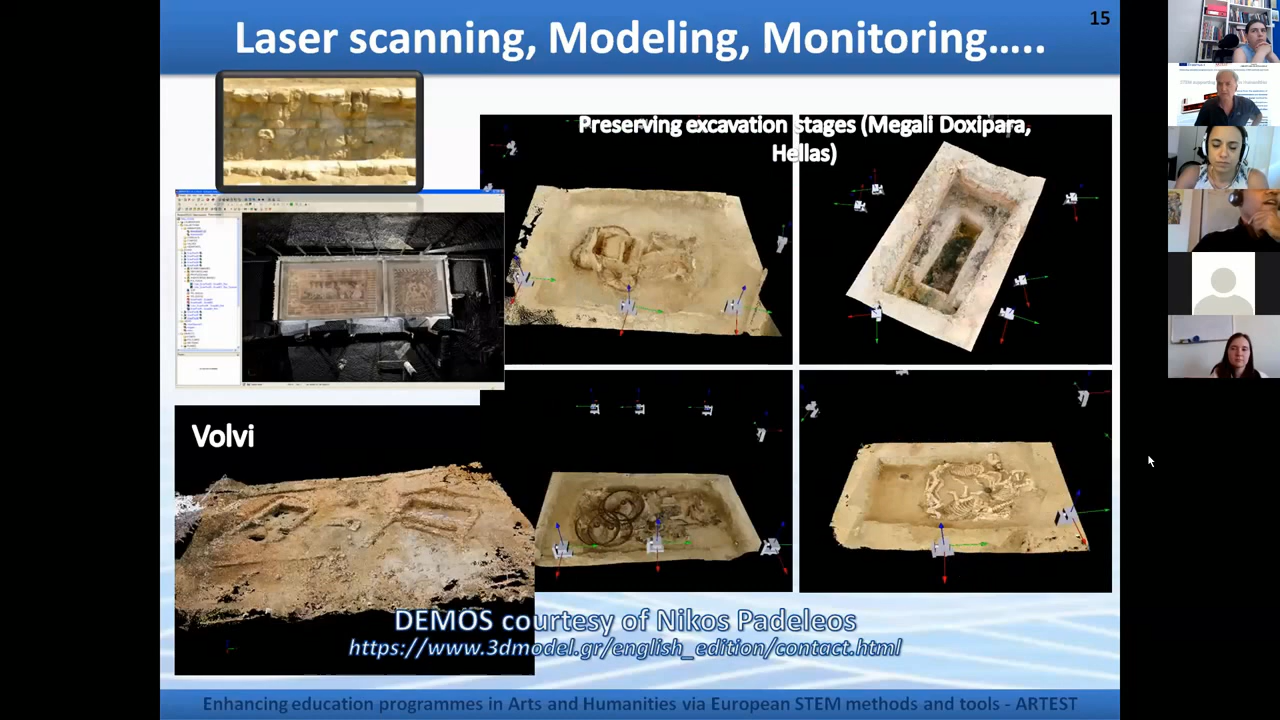 15
Laser scanning, Modeling, Monitoring.....
Preserving excavation stages (Megali Doxipara,
Hellas)
Volvi
DEMOS courtesy of Nikos Padeleos
https://www.3dmodel.gr/english_edition/contact.html
Enhancing education programmes in Arts and Humanities via European STEM methods and tools - ARTEST